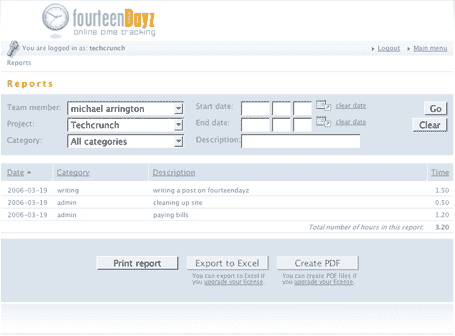 fourteenDayz
online time tracking
You are logged in as: techcrunch
Logout Main menu
Reports
Reports
Team member: michael arrington Start date: clear date Go
Project: Techcrunch End date: clear date Clear
Category: All categories Description:
Date Category Description Time
2006-03-19 writing writing a post on fourteendayz 1.50
2006-03-19 admin cleaning up site 0.50
2006-03-19 admin paying bills 1.20
Total number of hours in this report: 3.20
Print report Export to Excel Create PDF
You can export to Excel if you upgrade your license.
You can create PDF files if you upgrade your license.